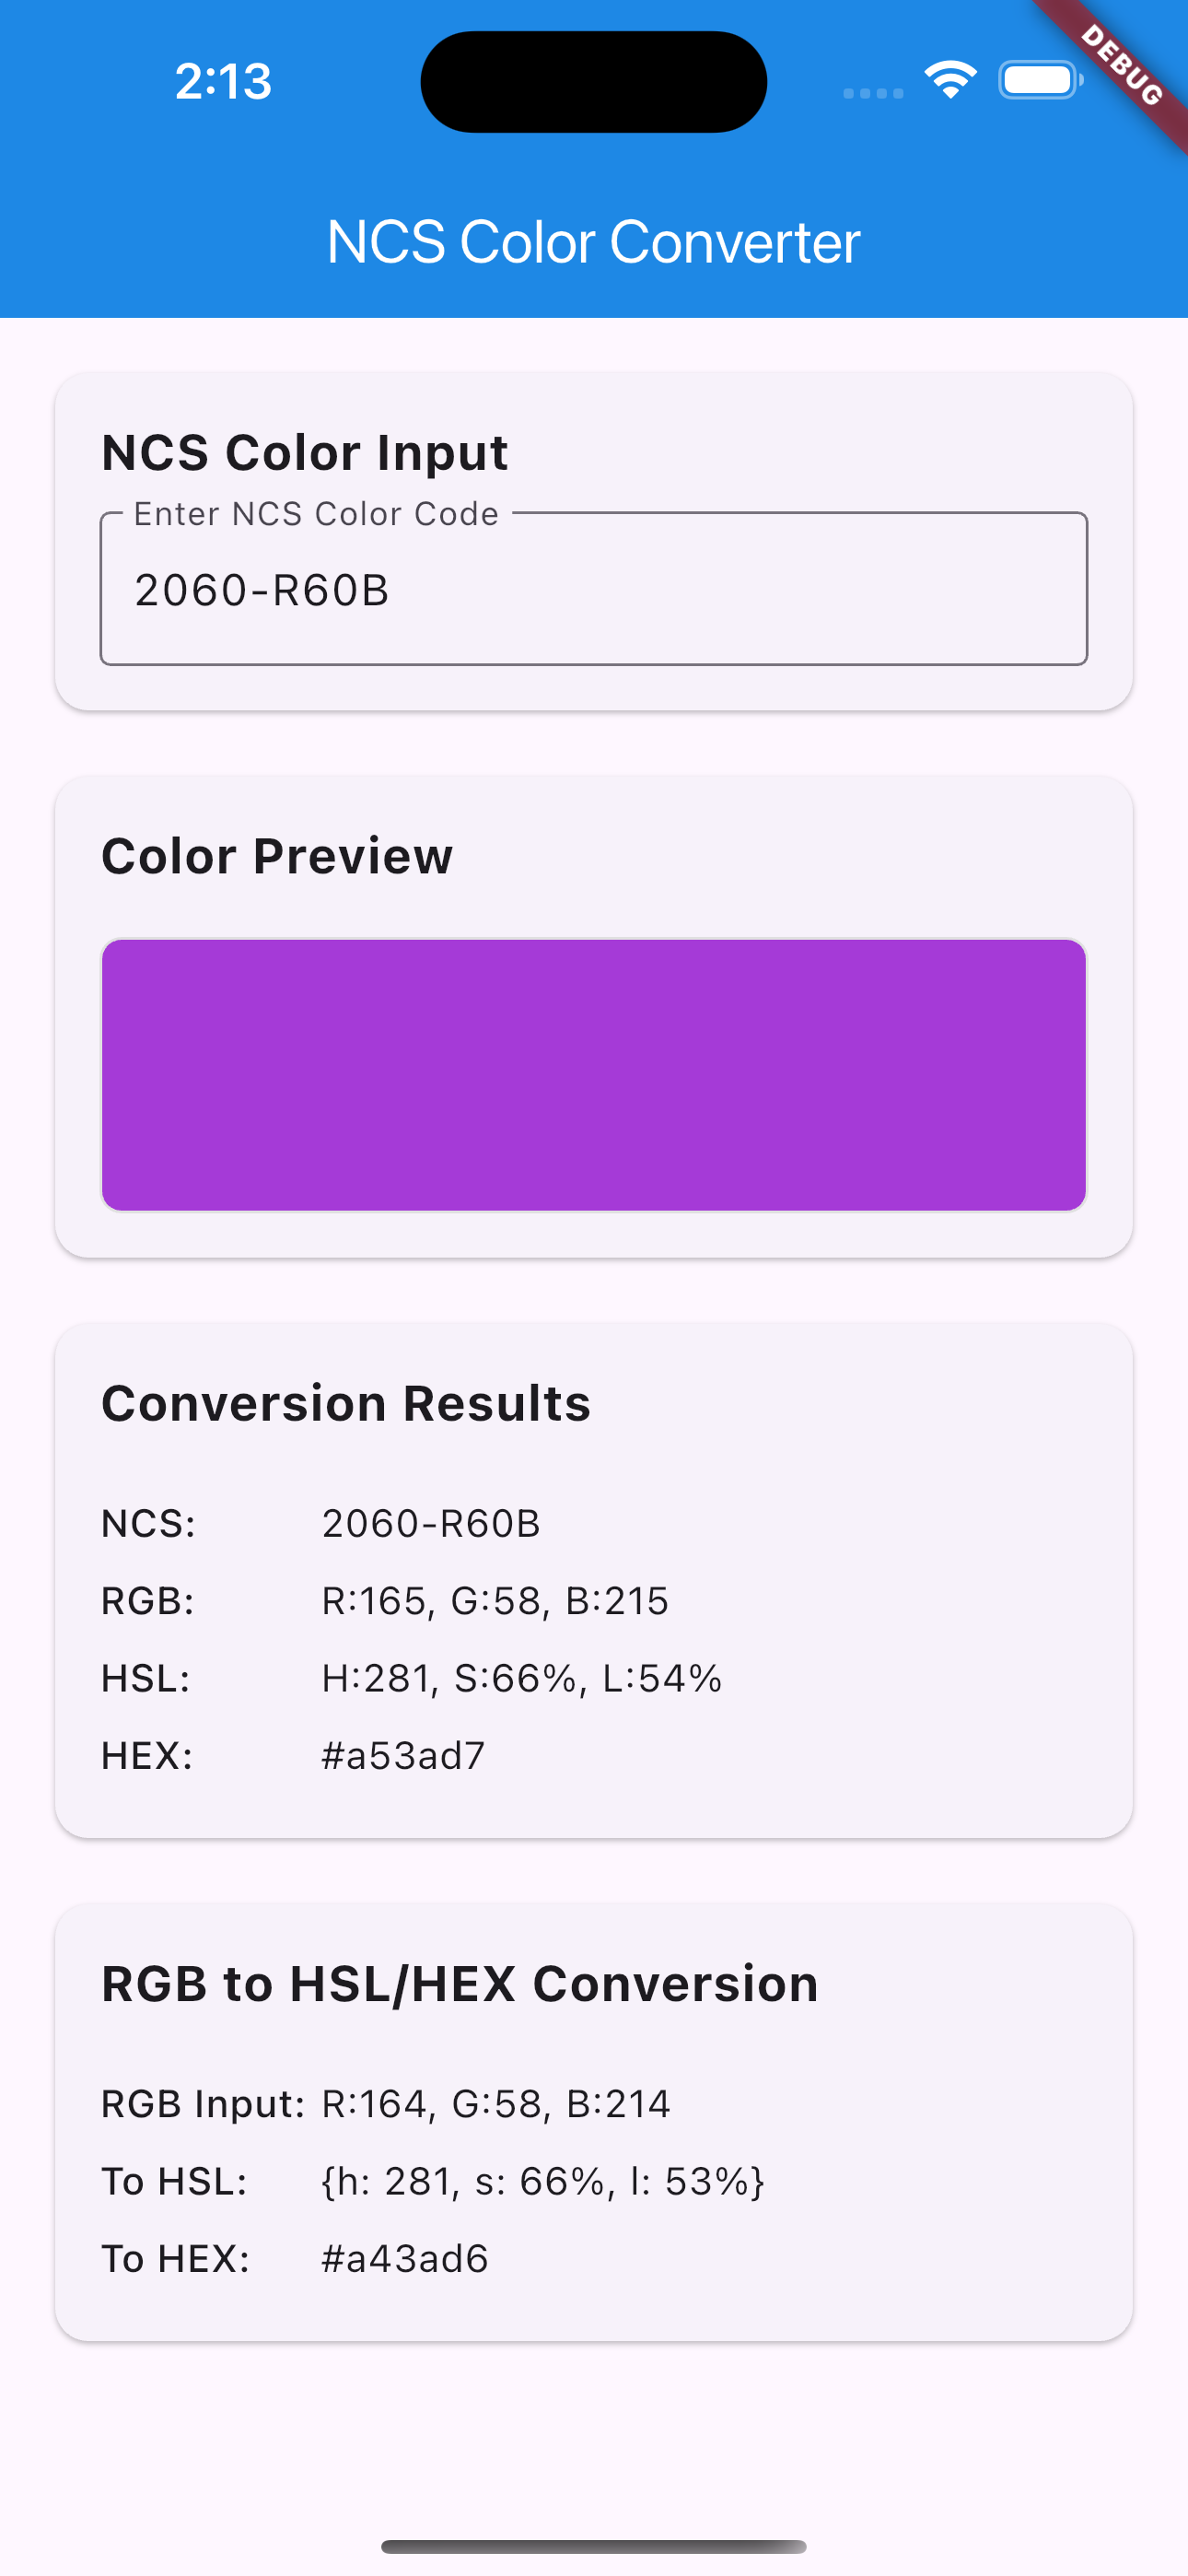 2:13
DEBUG
NCS Color Converter
NCS Color Input
Enter NCS Color Code
2060-R60B
Color Preview
Conversion Results
NCS: 2060-R60B
RGB: R:165, G:58, B:215
HSL: H:281, S:66%, L:54%
HEX: #a53ad7
RGB to HSL/HEX Conversion
RGB Input: R:164, G:58, B:214
To HSL: {h: 281, s: 66%, l: 53%}
To HEX: #a43ad6